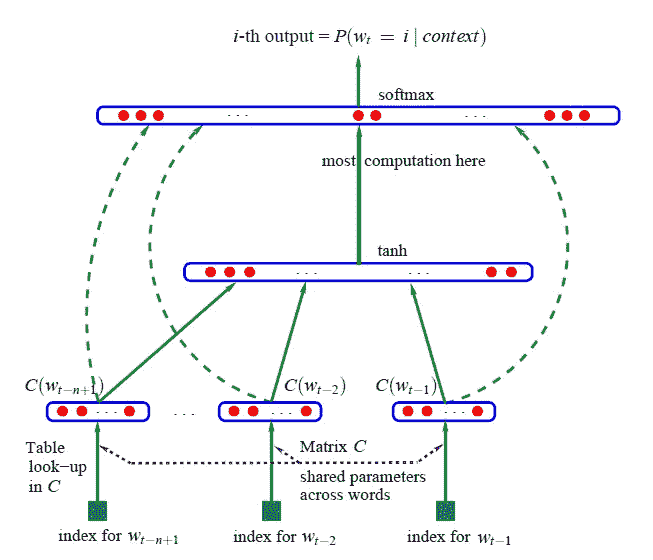 i-th output = P(w_t = i | context)
softmax
. . . . . .
most computation here
tanh
. . . . . .
C(w_{t−n+1}) C(w_{t−2}) C(w_{t−1})
. . . . . . . . . . . .
Table
look−up
in C
Matrix C
shared parameters
across words
index for w_{t−n+1} index for w_{t−2} index for w_{t−1}